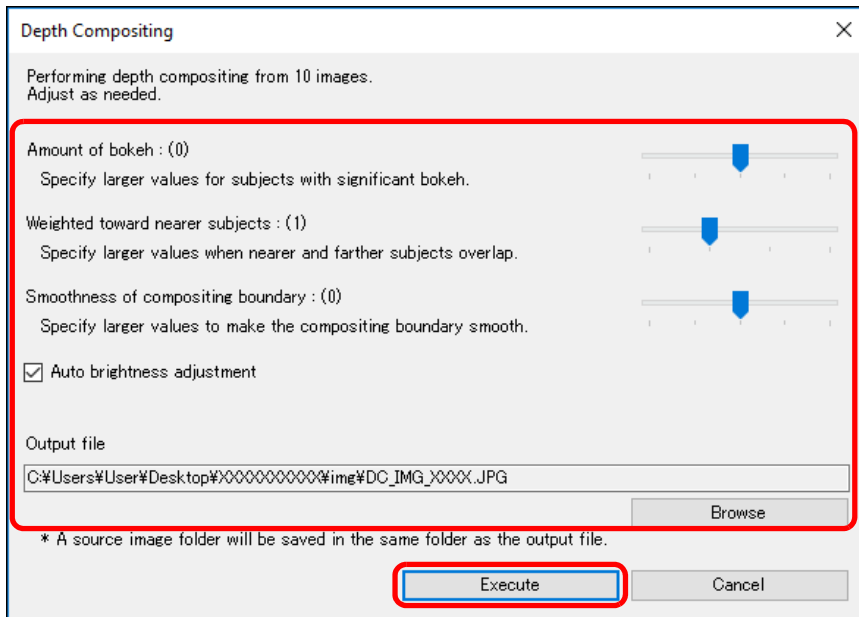 Depth Compositing
Performing depth compositing from 10 images.
Adjust as needed.
Amount of bokeh : (0)
Specify larger values for subjects with significant bokeh.
Weighted toward nearer subjects : (1)
Specify larger values when nearer and farther subjects overlap.
Smoothness of compositing boundary : (0)
Specify larger values to make the compositing boundary smooth.
Auto brightness adjustment
Output file
C:¥Users¥User¥Desktop¥XXXXXXXXXXX¥img¥DC_IMG_XXXX.JPG
Browse
* A source image folder will be saved in the same folder as the output file.
Execute Cancel